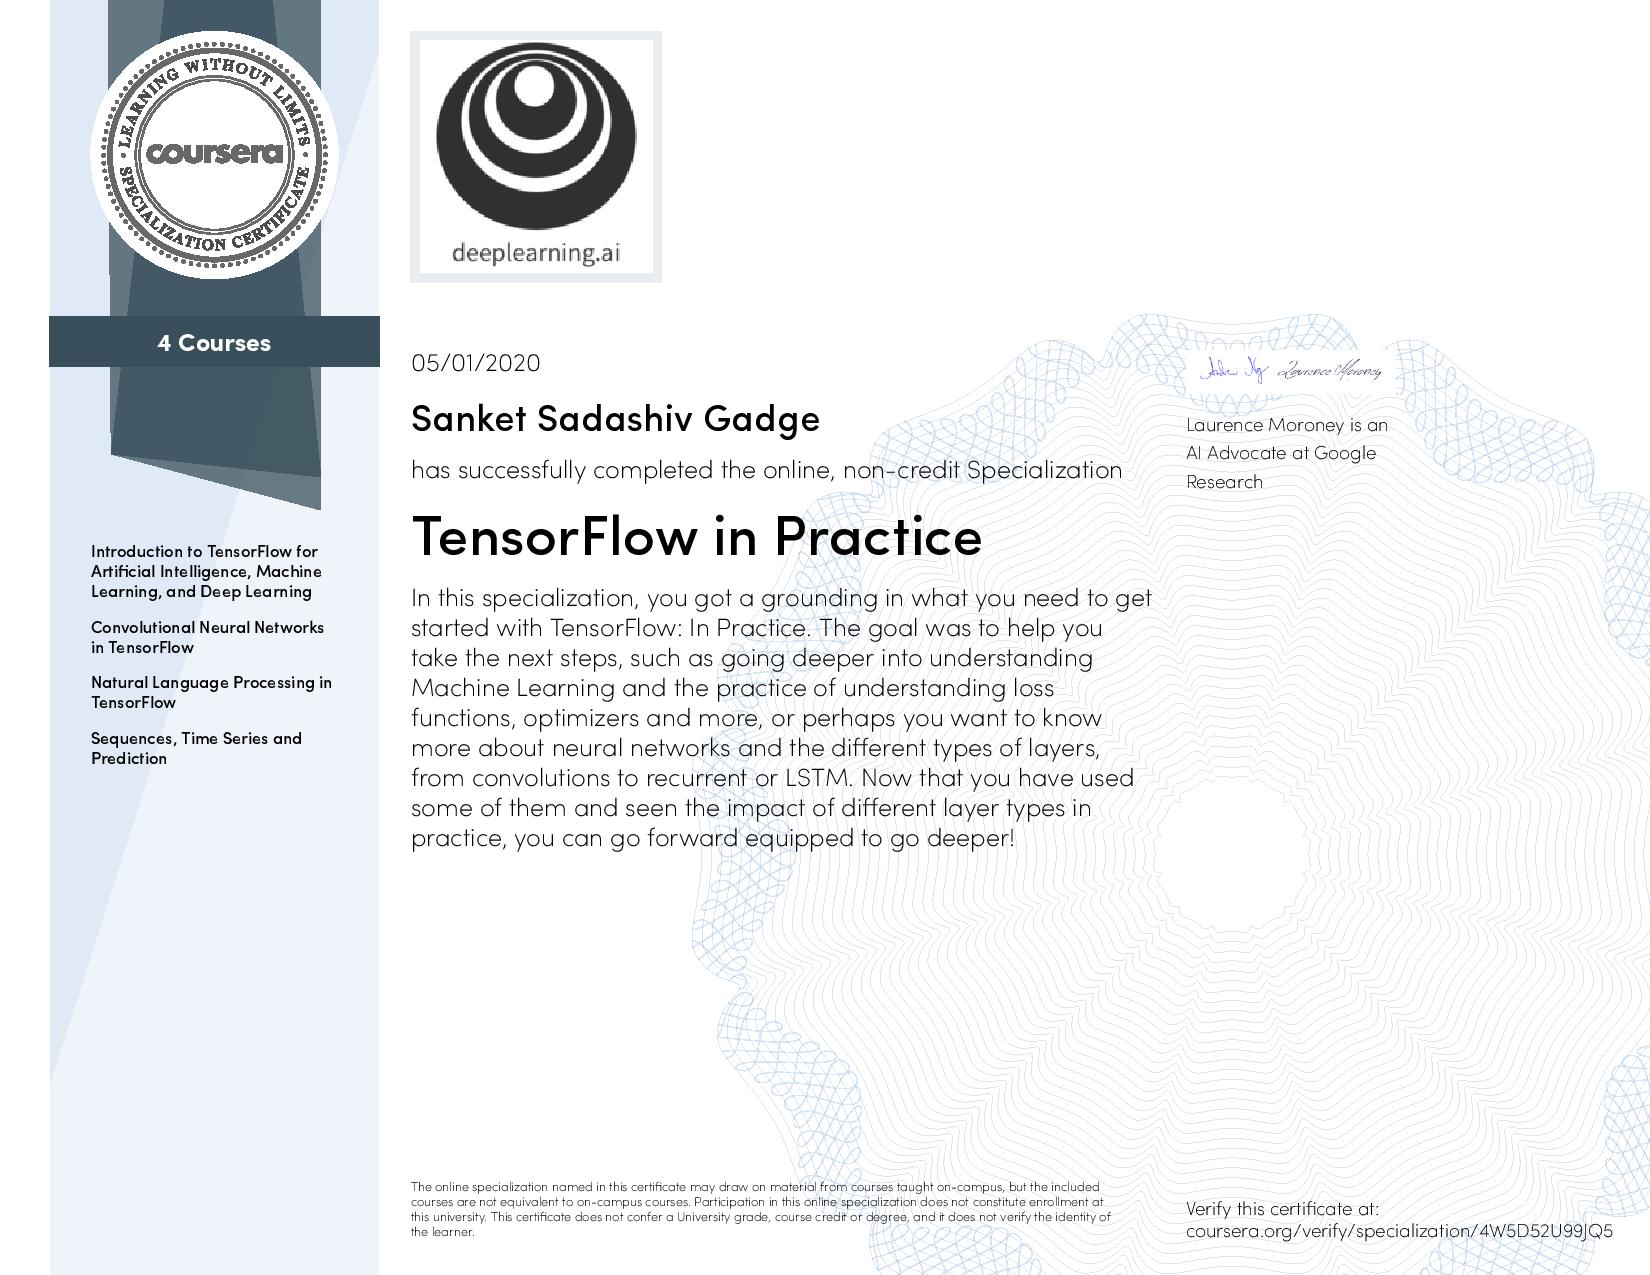 LEARNING WITHOUT LIMITS
coursera
SPECIALIZATION CERTIFICATE
deeplearning.ai
4 Courses
Introduction to TensorFlow for
Artificial Intelligence, Machine
Learning, and Deep Learning
Convolutional Neural Networks
in TensorFlow
Natural Language Processing in
TensorFlow
Sequences, Time Series and
Prediction
05/01/2020
Sanket Sadashiv Gadge
has successfully completed the online, non-credit Specialization
TensorFlow in Practice
In this specialization, you got a grounding in what you need to get
started with TensorFlow: In Practice. The goal was to help you
take the next steps, such as going deeper into understanding
Machine Learning and the practice of understanding loss
functions, optimizers and more, or perhaps you want to know
more about neural networks and the different types of layers,
from convolutions to recurrent or LSTM. Now that you have used
some of them and seen the impact of different layer types in
practice, you can go forward equipped to go deeper!
Andrew Ng Laurence Moroney
Laurence Moroney is an
AI Advocate at Google
Research
The online specialization named in this certificate may draw on material from courses taught on-campus, but the included
courses are not equivalent to on-campus courses. Participation in this online specialization does not constitute enrollment at
this university. This certificate does not confer a University grade, course credit or degree, and it does not verify the identity of
the learner.
Verify this certificate at:
coursera.org/verify/specialization/4W5D52U99JQ5